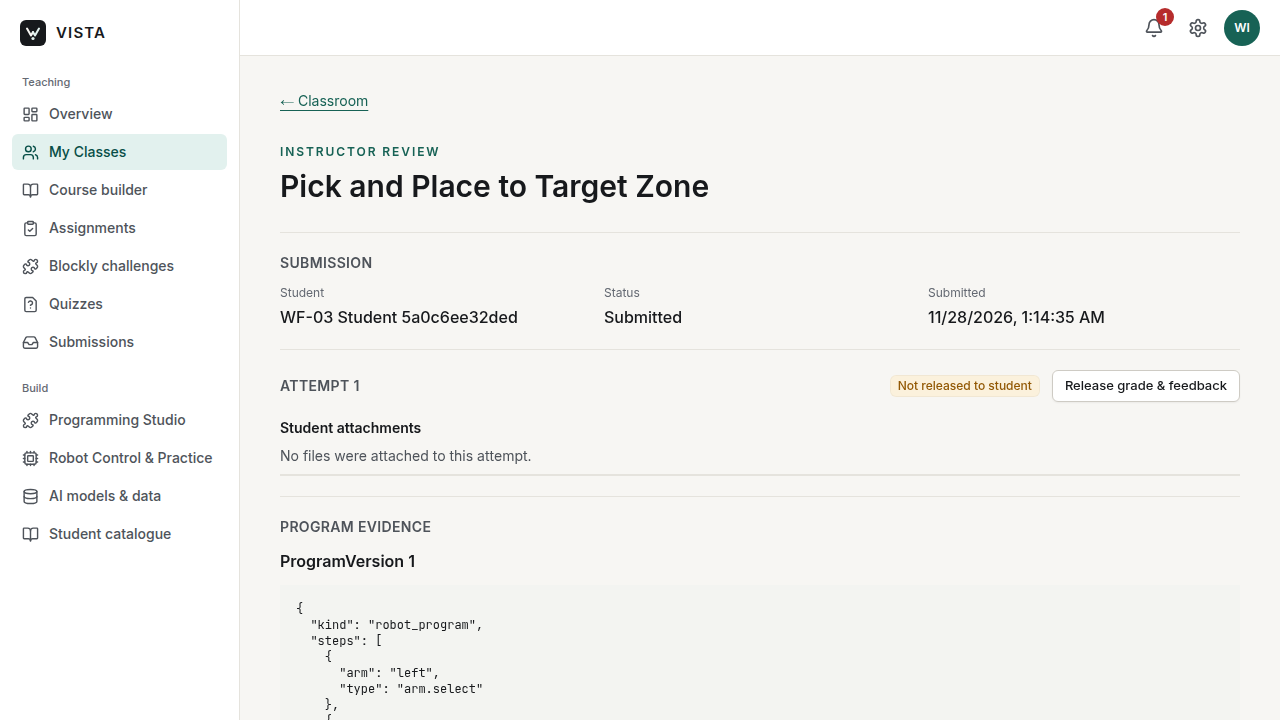 VISTA
1
WI
Teaching
Overview
My Classes
Course builder
Assignments
Blockly challenges
Quizzes
Submissions
Build
Programming Studio
Robot Control & Practice
AI models & data
Student catalogue
← Classroom
INSTRUCTOR REVIEW
Pick and Place to Target Zone
SUBMISSION
Student
Status
Submitted
WF-03 Student 5a0c6ee32ded
Submitted
11/28/2026, 1:14:35 AM
ATTEMPT 1
Not released to student
Release grade & feedback
Student attachments
No files were attached to this attempt.
PROGRAM EVIDENCE
ProgramVersion 1
{
  "kind": "robot_program",
  "steps": [
    {
      "arm": "left",
      "type": "arm.select"
    },
    {